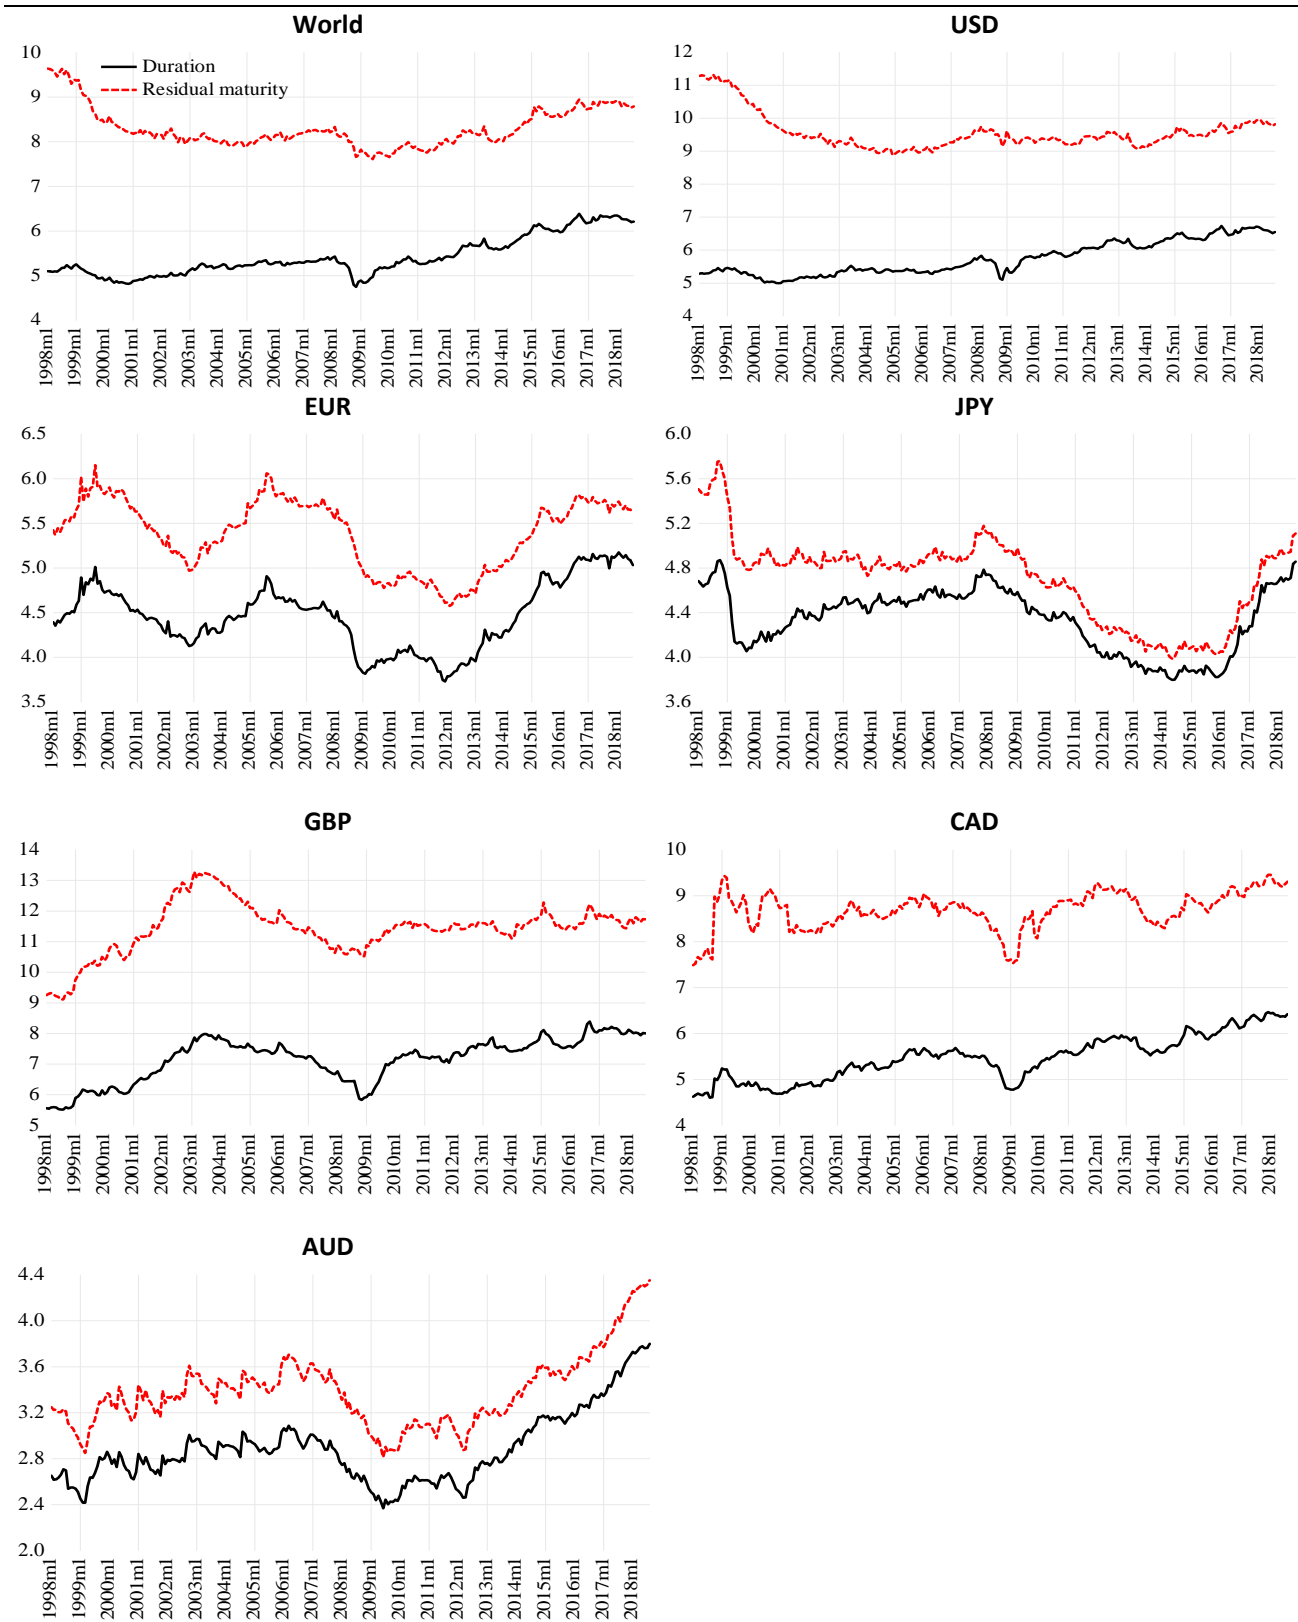 World
10
9
8
7
6
5
4
Duration
Residual maturity
1998m1
1999m1
2000m1
2001m1
2002m1
2003m1
2004m1
2005m1
2006m1
2007m1
2008m1
2009m1
2010m1
2011m1
2012m1
2013m1
2014m1
2015m1
2016m1
2017m1
2018m1
USD
12
11
10
9
8
7
6
5
4
1998m1
1999m1
2000m1
2001m1
2002m1
2003m1
2004m1
2005m1
2006m1
2007m1
2008m1
2009m1
2010m1
2011m1
2012m1
2013m1
2014m1
2015m1
2016m1
2017m1
2018m1
EUR
6.5
6.0
5.5
5.0
4.5
4.0
3.5
1998m1
1999m1
2000m1
2001m1
2002m1
2003m1
2004m1
2005m1
2006m1
2007m1
2008m1
2009m1
2010m1
2011m1
2012m1
2013m1
2014m1
2015m1
2016m1
2017m1
2018m1
JPY
6.0
5.6
5.2
4.8
4.4
4.0
3.6
1998m1
1999m1
2000m1
2001m1
2002m1
2003m1
2004m1
2005m1
2006m1
2007m1
2008m1
2009m1
2010m1
2011m1
2012m1
2013m1
2014m1
2015m1
2016m1
2017m1
2018m1
GBP
14
13
12
11
10
9
8
7
6
5
1998m1
1999m1
2000m1
2001m1
2002m1
2003m1
2004m1
2005m1
2006m1
2007m1
2008m1
2009m1
2010m1
2011m1
2012m1
2013m1
2014m1
2015m1
2016m1
2017m1
2018m1
CAD
10
9
8
7
6
5
4
1998m1
1999m1
2000m1
2001m1
2002m1
2003m1
2004m1
2005m1
2006m1
2007m1
2008m1
2009m1
2010m1
2011m1
2012m1
2013m1
2014m1
2015m1
2016m1
2017m1
2018m1
AUD
4.4
4.0
3.6
3.2
2.8
2.4
2.0
1998m1
1999m1
2000m1
2001m1
2002m1
2003m1
2004m1
2005m1
2006m1
2007m1
2008m1
2009m1
2010m1
2011m1
2012m1
2013m1
2014m1
2015m1
2016m1
2017m1
2018m1